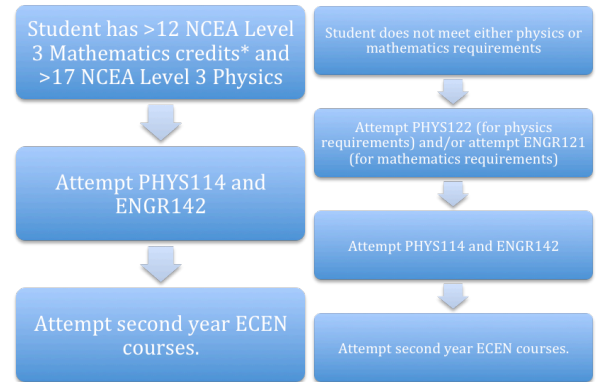 Student has >12 NCEA Level
3 Mathematics credits* and
>17 NCEA Level 3 Physics
Attempt PHYS114 and
ENGR142
Attempt second year ECEN
courses.
Student does not meet either physics or
mathematics requirements
Attempt PHYS122 (for physics
requirements) and/or attempt ENGR121
(for mathematics requirements)
Attempt PHYS114 and ENGR142
Attempt second year ECEN courses.